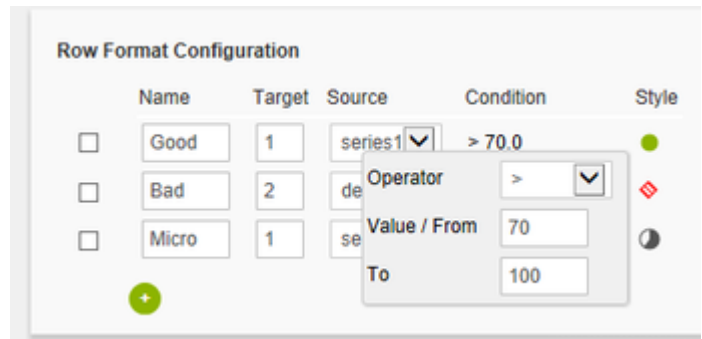 Row Format Configuration
Name Target Source Condition Style
Good 1 series1 > 70.0
Operator >
Bad 2 de
Value / From 70
Micro 1 se
To 100